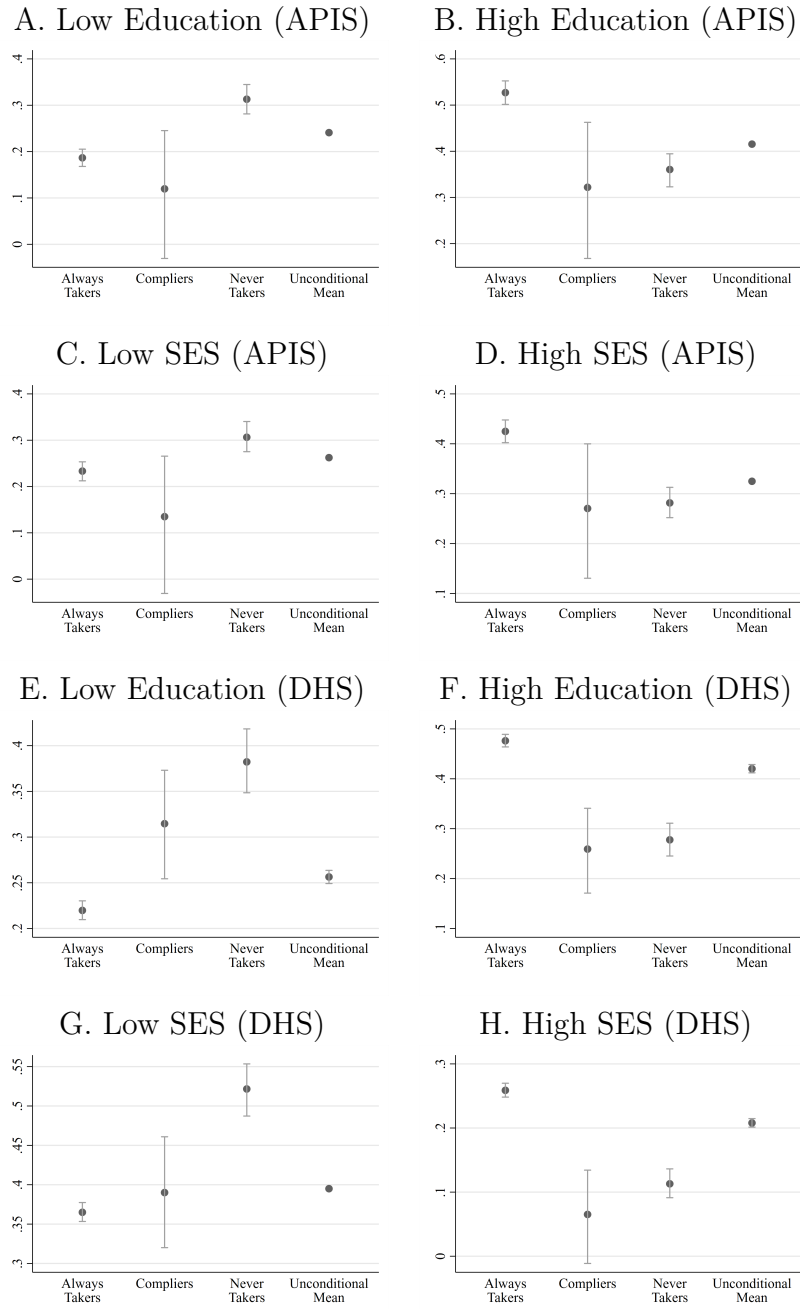 A. Low Education (APIS)
.4
.3
.2
.1
0
Always Takers
Compliers
Never Takers
Unconditional Mean
B. High Education (APIS)
.6
.5
.4
.3
.2
Always Takers
Compliers
Never Takers
Unconditional Mean
C. Low SES (APIS)
.4
.3
.2
.1
0
Always Takers
Compliers
Never Takers
Unconditional Mean
D. High SES (APIS)
.5
.4
.3
.2
.1
Always Takers
Compliers
Never Takers
Unconditional Mean
E. Low Education (DHS)
.4
.35
.3
.25
.2
Always Takers
Compliers
Never Takers
Unconditional Mean
F. High Education (DHS)
.5
.4
.3
.2
.1
Always Takers
Compliers
Never Takers
Unconditional Mean
G. Low SES (DHS)
.55
.5
.45
.4
.35
.3
Always Takers
Compliers
Never Takers
Unconditional Mean
H. High SES (DHS)
.3
.2
.1
0
Always Takers
Compliers
Never Takers
Unconditional Mean